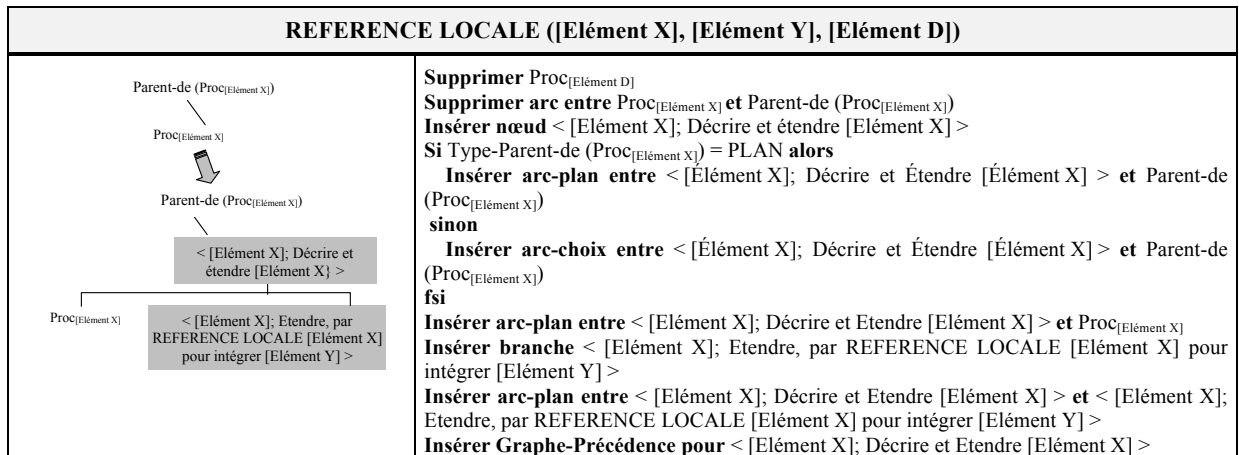 REFERENCE LOCALE ([Elément X], [Elément Y], [Elément D])
Parent-de (Proc[Elément X])
Proc[Elément X]
Parent-de (Proc[Elément X])
< [Elément X]; Décrire et
étendre [Elément X} >
Proc[Elément X]
< [Elément X]; Etendre, par
REFERENCE LOCALE [Elément X]
pour intégrer [Elément Y] >
Supprimer Proc[Elément D]
Supprimer arc entre Proc[Elément X] et Parent-de (Proc[Elément X])
Insérer nœud < [Elément X]; Décrire et étendre [Elément X] >
Si Type-Parent-de (Proc[Elément X]) = PLAN alors
Insérer arc-plan entre < [Élément X]; Décrire et Étendre [Élément X] > et Parent-de
(Proc[Elément X])
sinon
Insérer arc-choix entre < [Élément X]; Décrire et Étendre [Élément X] > et Parent-de
(Proc[Elément X])
fsi
Insérer arc-plan entre < [Elément X]; Décrire et Etendre [Elément X] > et Proc[Elément X]
Insérer branche < [Elément X]; Etendre, par REFERENCE LOCALE [Elément X] pour
intégrer [Elément Y] >
Insérer arc-plan entre < [Elément X]; Décrire et Etendre [Elément X] > et < [Elément X];
Etendre, par REFERENCE LOCALE [Elément X] pour intégrer [Elément Y] >
Insérer Graphe-Précédence pour < [Elément X]; Décrire et Etendre [Elément X] >